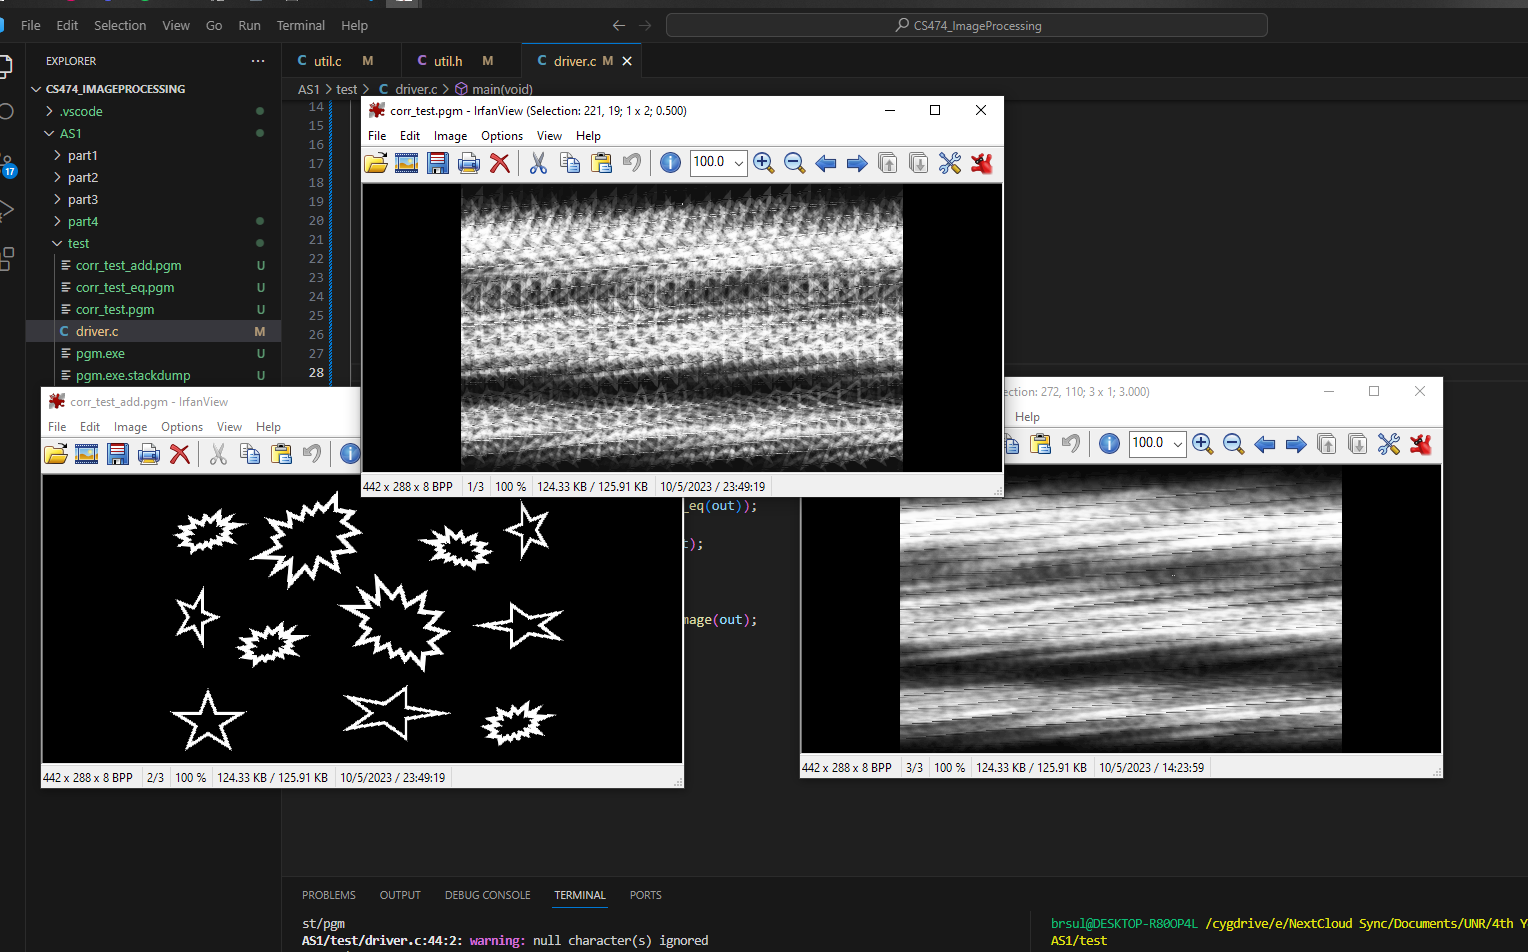 File Edit Selection View Go Run Terminal Help
CS474_ImageProcessing
EXPLORER
util.c M
util.h M
driver.c M
CS474_IMAGEPROCESSING
AS1 > test > C driver.c > main(void)
.vscode
AS1
part1
part2
part3
part4
test
corr_test_add.pgm U
corr_test_eq.pgm U
corr_test.pgm U
driver.c M
pgm.exe U
pgm.exe.stackdump U
17
14
15
16
17
18
19
20
21
22
23
24
25
26
27
28
corr_test.pgm - IrfanView (Selection: 221, 19; 1 x 2; 0.500)
File Edit Image Options View Help
100.0
442 x 288 x 8 BPP 1/3 100 % 124.33 KB / 125.91 KB 10/5/2023 / 23:49:19
corr_test_add.pgm - IrfanView
File Edit Image Options View Help
442 x 288 x 8 BPP 2/3 100 % 124.33 KB / 125.91 KB 10/5/2023 / 23:49:19
ection: 272, 110; 3 x 1; 3.000)
Help
100.0
442 x 288 x 8 BPP 3/3 100 % 124.33 KB / 125.91 KB 10/5/2023 / 14:23:59
_eq(out));
);
mage(out);
PROBLEMS OUTPUT DEBUG CONSOLE TERMINAL PORTS
st/pgm
AS1/test/driver.c:44:2: warning: null character(s) ignored
brsul@DESKTOP-R80OP4L /cygdrive/e/NextCloud Sync/Documents/UNR/4th Y
AS1/test